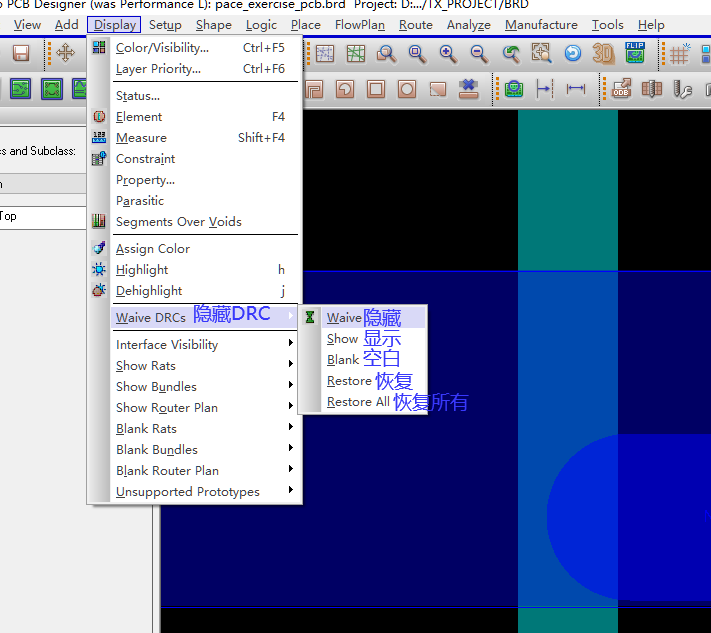 PCB Designer (was Performance L): pace_exercise_pcb.brd Project: D:.../TX_PROJECT/BRD
View Add Display Setup Shape Logic Place FlowPlan Route Analyze Manufacture Tools Help
3D FLIP
ODB
s and Subclass:
Top
Color/Visibility... Ctrl+F5
Layer Priority... Ctrl+F6
Status...
Element F4
Measure Shift+F4
Constraint
Property...
Parasitic
Segments Over Voids
Assign Color
Highlight h
Dehighlight j
Waive DRCs 隐藏DRC
Interface Visibility
Show Rats
Show Bundles
Show Router Plan
Blank Rats
Blank Bundles
Blank Router Plan
Unsupported Prototypes
Waive 隐藏
Show 显示
Blank 空白
Restore 恢复
Restore All 恢复所有